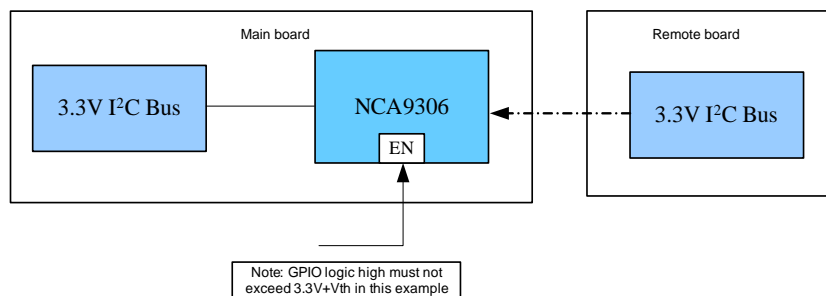 Main board
Remote board
3.3V I²C Bus
NCA9306
EN
3.3V I²C Bus
Note: GPIO logic high must not
exceed 3.3V+Vth in this example